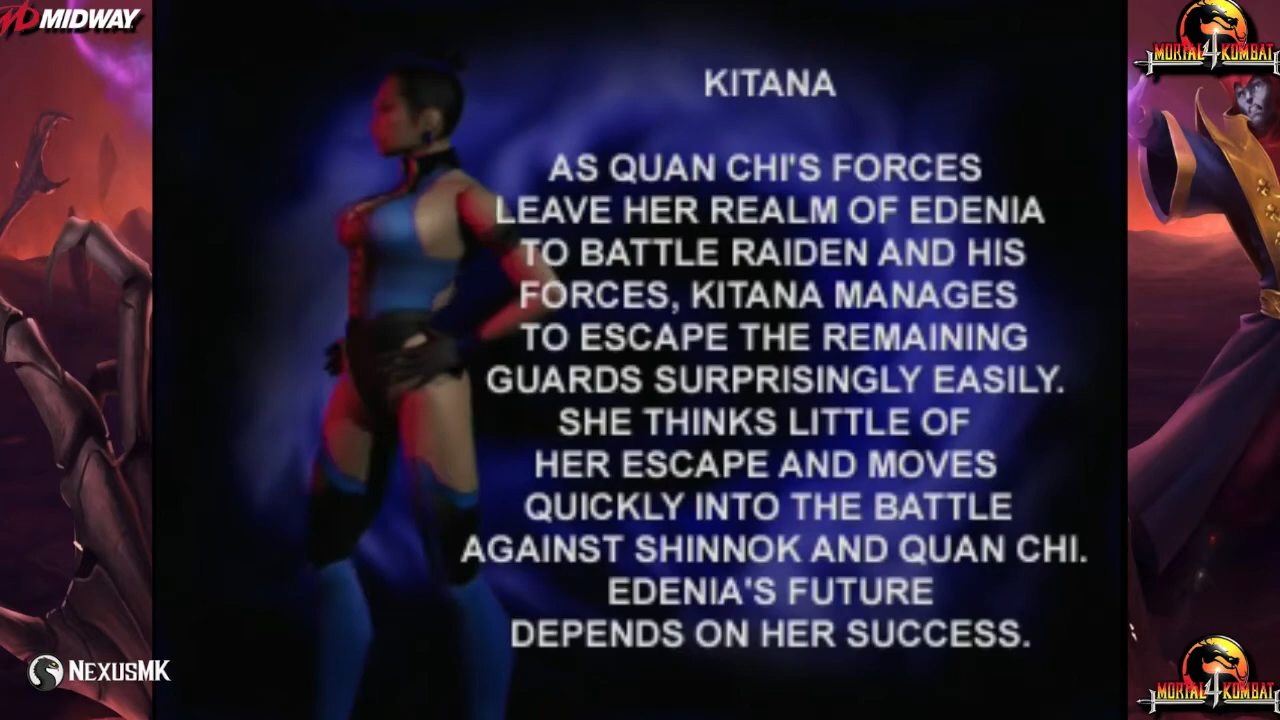 MIDWAY
MORTAL 4 KOMBAT
KITANA
AS QUAN CHI'S FORCES
LEAVE HER REALM OF EDENIA
TO BATTLE RAIDEN AND HIS
FORCES, KITANA MANAGES
TO ESCAPE THE REMAINING
GUARDS SURPRISINGLY EASILY.
SHE THINKS LITTLE OF
HER ESCAPE AND MOVES
QUICKLY INTO THE BATTLE
AGAINST SHINNOK AND QUAN CHI.
EDENIA'S FUTURE
DEPENDS ON HER SUCCESS.
NEXUSMK
MORTAL 4 KOMBAT